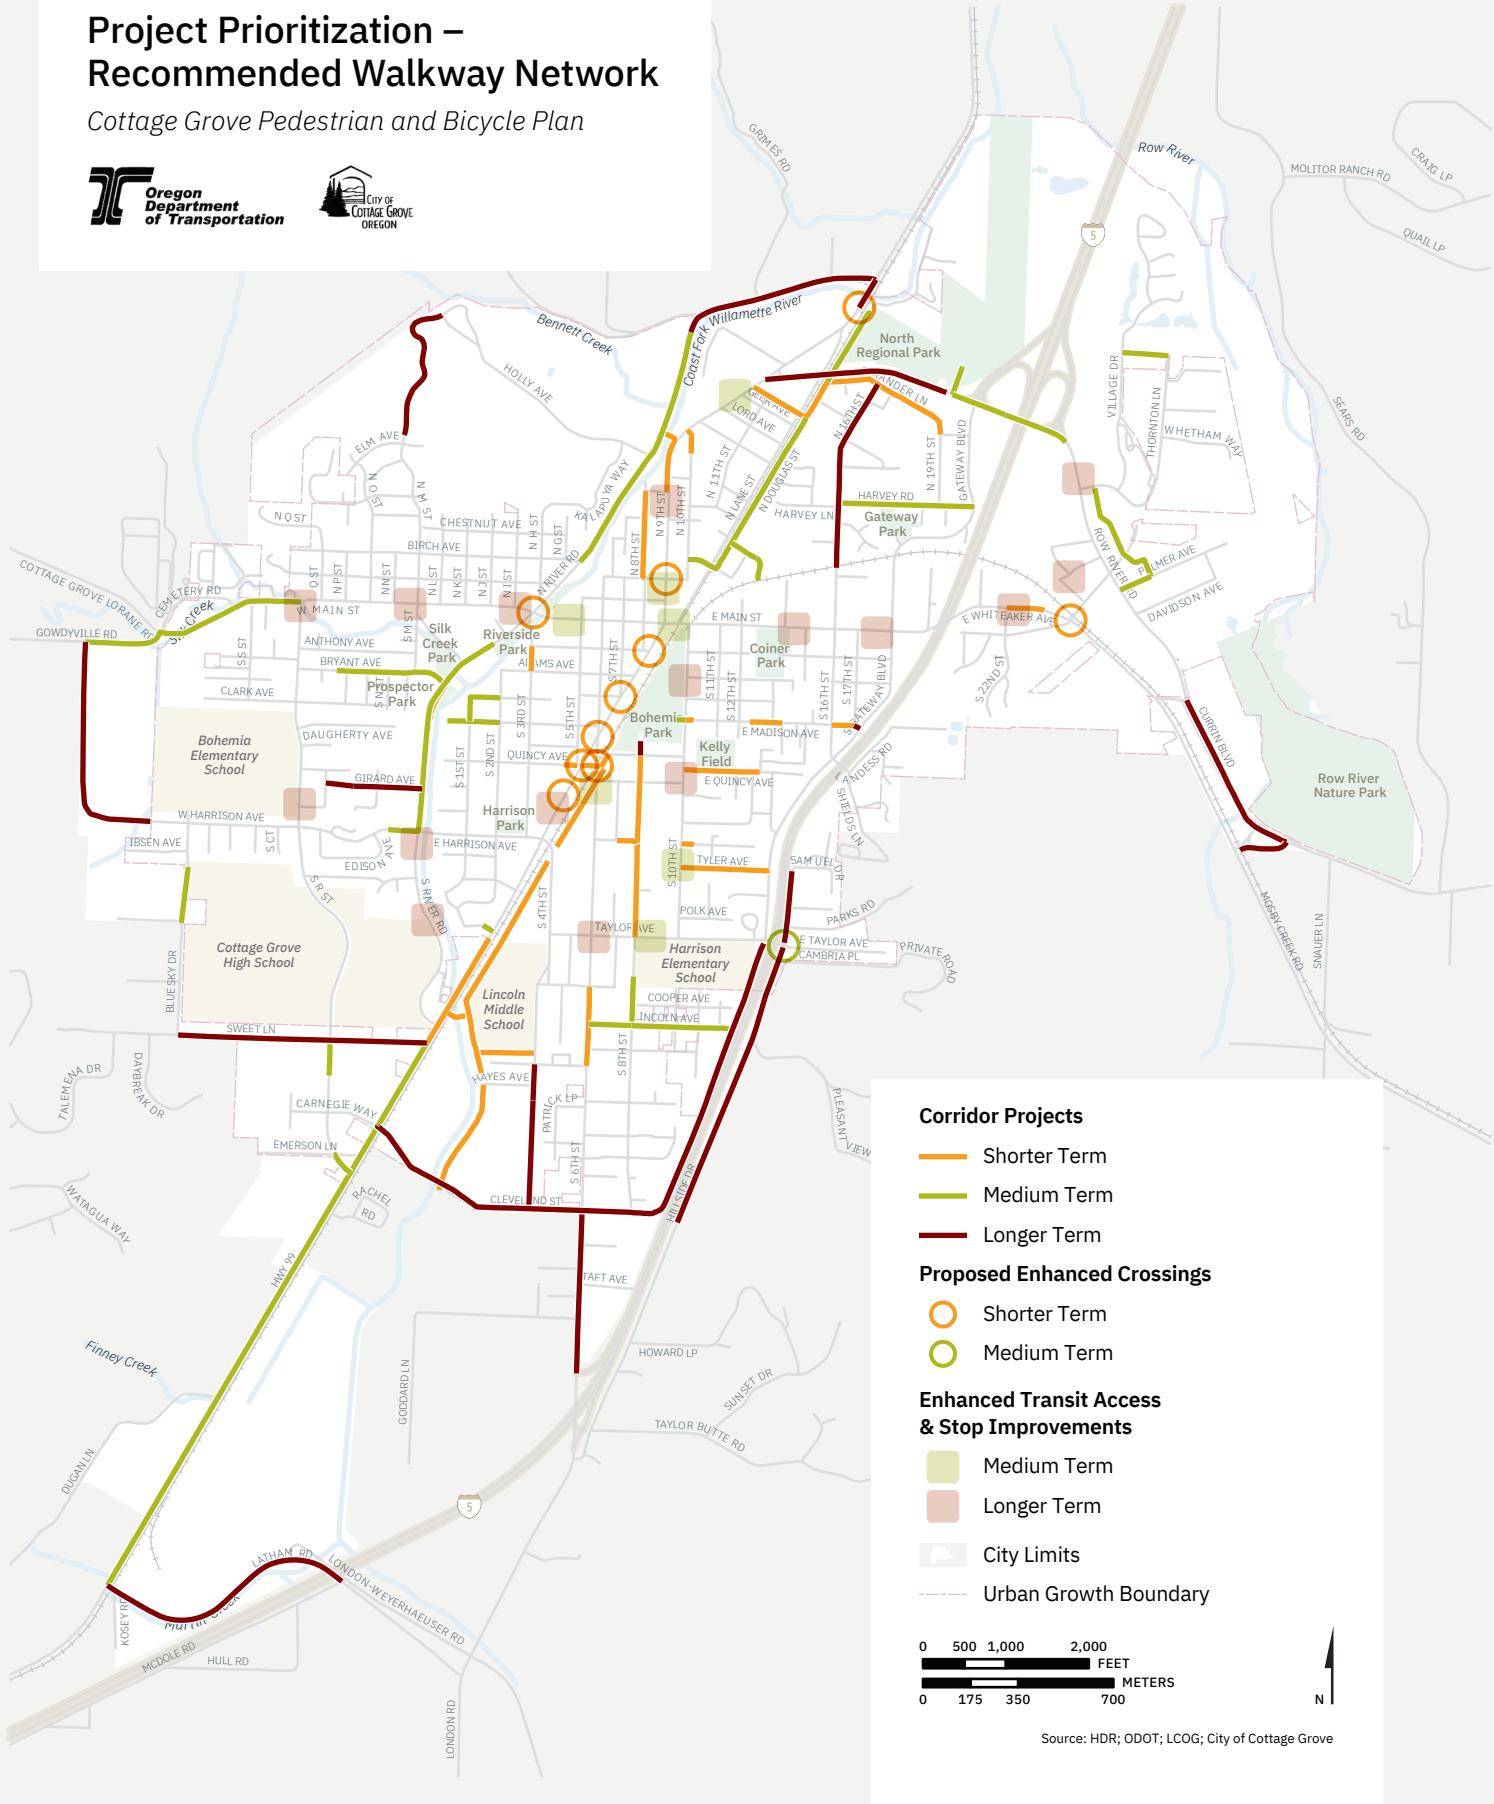 Project Prioritization –
Recommended Walkway Network
Cottage Grove Pedestrian and Bicycle Plan
Oregon
Department
of Transportation
CITY OF
COTTAGE GROVE
OREGON
GRIMES RD
Row River
MOLITOR RANCH RD
CRAIG LP
QUAIL LP
5
Coast Fork Willamette River
Bennett Creek
North
Regional Park
HOLLY AVE
LORD AVE
VILLAGE DR
THORNTON LN
WHETHAM WAY
SEARS RD
ELM AVE
N O ST
N M ST
N Q ST
CHESTNUT AVE
BIRCH AVE
N H ST
N G ST
KALAPUYA WAY
N RIVER RD
N 8TH ST
N 9TH ST
N 10TH ST
N 11TH ST
N LANE ST
N DOUGLAS ST
N 16TH ST
N 19TH ST
GATEWAY BLVD
HARVEY RD
HARVEY LN
Gateway
Park
ROW RIVER RD
DAVIDSON AVE
COTTAGE GROVE LORANE RD
CEMETERY RD
GOWDYVILLE RD
Q ST
N P ST
N N ST
N L ST
N K ST
N J ST
N I ST
W MAIN ST
S M ST
ANTHONY AVE
BRYANT AVE
CLARK AVE
S S ST
Silk
Creek
Park
Riverside
Park
Prospector
Park
E MAIN ST
Coiner
Park
E WHITEAKER AVE
S 22ND ST
S 7TH ST
S 11TH ST
S 12TH ST
S 16TH ST
S 17TH ST
Bohemia
Elementary
School
DAUGHERTY AVE
GIRARD AVE
S 1ST ST
S 2ND ST
S 3RD ST
S 5TH ST
QUINCY AVE
Bohemia
Park
Kelly
Field
E MADISON AVE
E QUINCY AVE
LANDESS RD
SHIELDS LN
CURRIN BLVD
Row River
Nature Park
W HARRISON AVE
IBSEN AVE
S CT
EDISON AVE
Harrison
Park
E HARRISON AVE
S R ST
S RIVER RD
S 4TH ST
S 10TH ST
TYLER AVE
SAMUEL DR
POLK AVE
PARKS RD
TAYLOR AVE
E TAYLOR AVE
CAMBRIA PL
PRIVATE ROAD
Harrison
Elementary
School
Cottage Grove
High School
Lincoln
Middle
School
BLUE SKY DR
SWEET LN
COOPER AVE
LINCOLN AVE
S 8TH ST
MOSBY CREEK RD
SNAUER LN
TALEMENA DR
DAYBREAK DR
CARNEGIE WAY
EMERSON LN
HAYES AVE
PATRICK LP
S 6TH ST
CLEVELAND ST
HILLSIDE DR
PLEASANT VIEW
WATAGUA WAY
RACHEL
RD
HWY 99
TAFT AVE
Finney Creek
GODDARD LN
HOWARD LP
SUNSET DR
TAYLOR BUTTE RD
DUGAN LN
5
LATHAM RD
LONDON-WEYERHAEUSER RD
KOSEY RD
MCDOLE RD
HULL RD
LONDON RD
Corridor Projects
Shorter Term
Medium Term
Longer Term
Proposed Enhanced Crossings
Shorter Term
Medium Term
Enhanced Transit Access
& Stop Improvements
Medium Term
Longer Term
City Limits
Urban Growth Boundary
0 500 1,000 2,000
FEET
METERS
0 175 350 700
N
Source: HDR; ODOT; LCOG; City of Cottage Grove